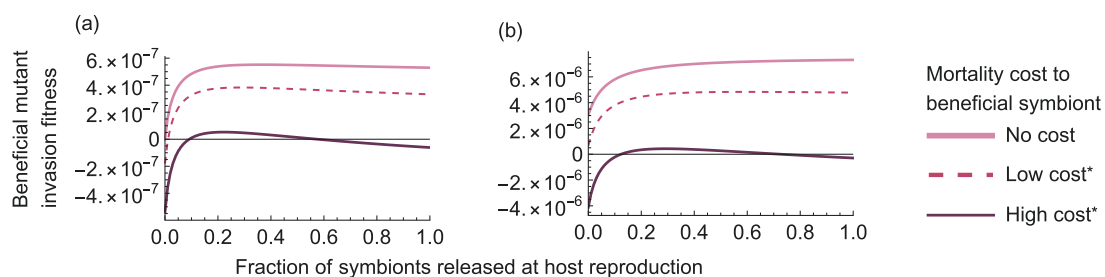 (a)
(b)
Beneficial mutant
invasion fitness
6. × 10⁻⁷
4. × 10⁻⁷
2. × 10⁻⁷
0
−2. × 10⁻⁷
−4. × 10⁻⁷
0.0 0.2 0.4 0.6 0.8 1.0
6. × 10⁻⁶
4. × 10⁻⁶
2. × 10⁻⁶
0
−2. × 10⁻⁶
−4. × 10⁻⁶
0.0 0.2 0.4 0.6 0.8 1.0
Fraction of symbionts released at host reproduction
Mortality cost to
beneficial symbiont
No cost
Low cost*
High cost*